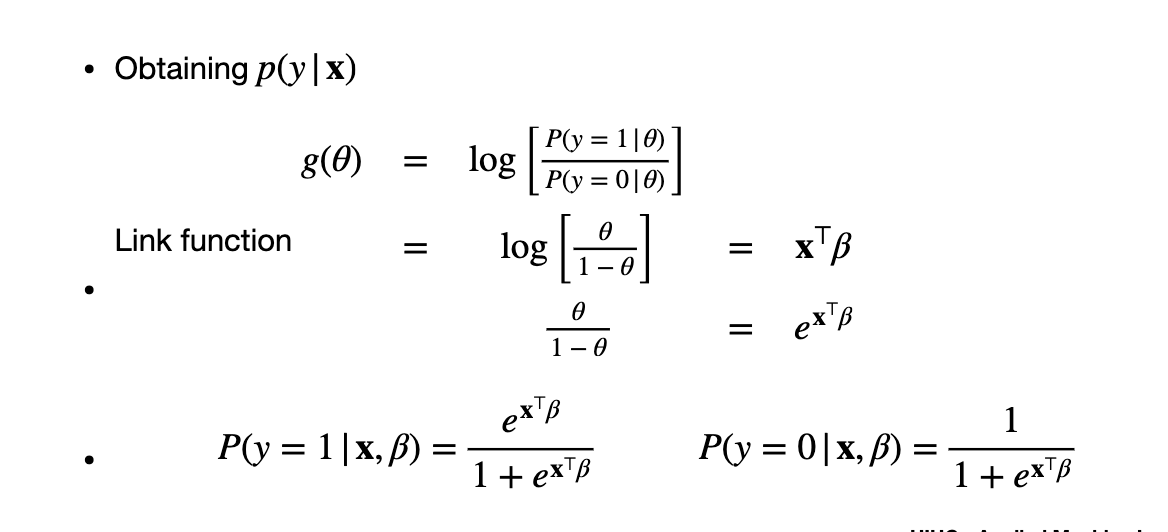 • Obtaining p(y | x)
g(θ) = log [ P(y = 1 | θ) / P(y = 0 | θ) ]
Link function = log [ θ / 1 − θ ] = x^⊤β
•
θ / 1 − θ = e^{x^⊤β}
• P(y = 1 | x, β) = e^{x^⊤β} / 1 + e^{x^⊤β} P(y = 0 | x, β) = 1 / 1 + e^{x^⊤β}